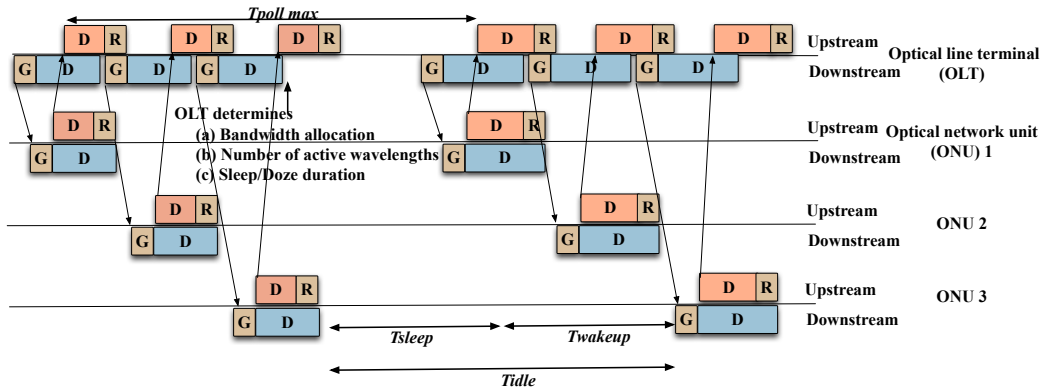 Tpoll max
D R D R D R D R D R D R
Upstream
Optical line terminal
(OLT)
G D G D G D G D G D G D
Downstream
OLT determines
(a) Bandwidth allocation
(b) Number of active wavelengths
(c) Sleep/Doze duration
D R D R
Upstream
Optical network unit
(ONU) 1
G D G D
Downstream
D R D R
Upstream
ONU 2
G D G D
Downstream
D R D R
Upstream
ONU 3
G D G D
Downstream
Tsleep Twakeup
Tidle